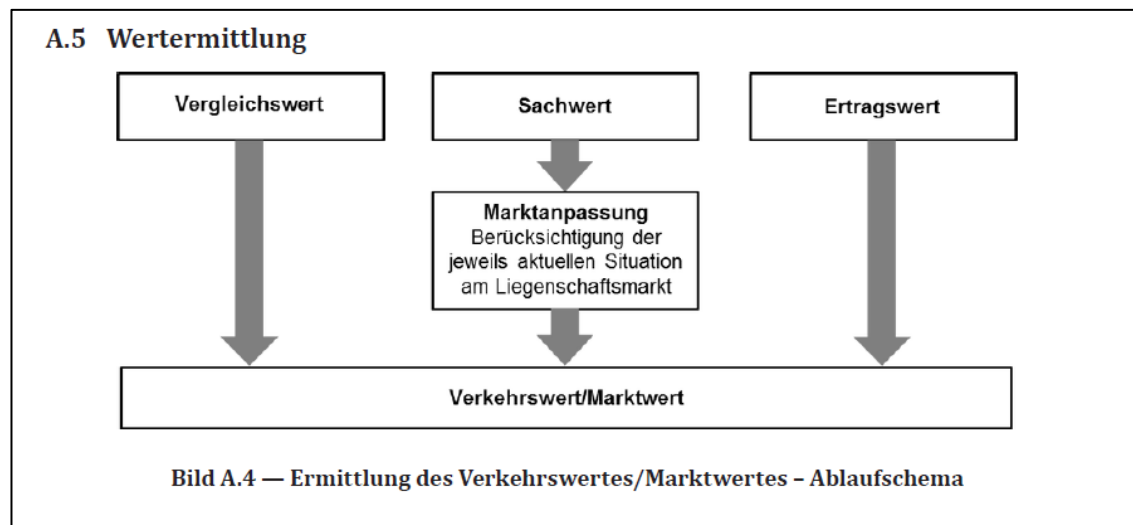 A.5 Wertermittlung
Vergleichswert
Sachwert
Ertragswert
Marktanpassung
Berücksichtigung der
jeweils aktuellen Situation
am Liegenschaftsmarkt
Verkehrswert/Marktwert
Bild A.4 — Ermittlung des Verkehrswertes/Marktwertes – Ablaufschema